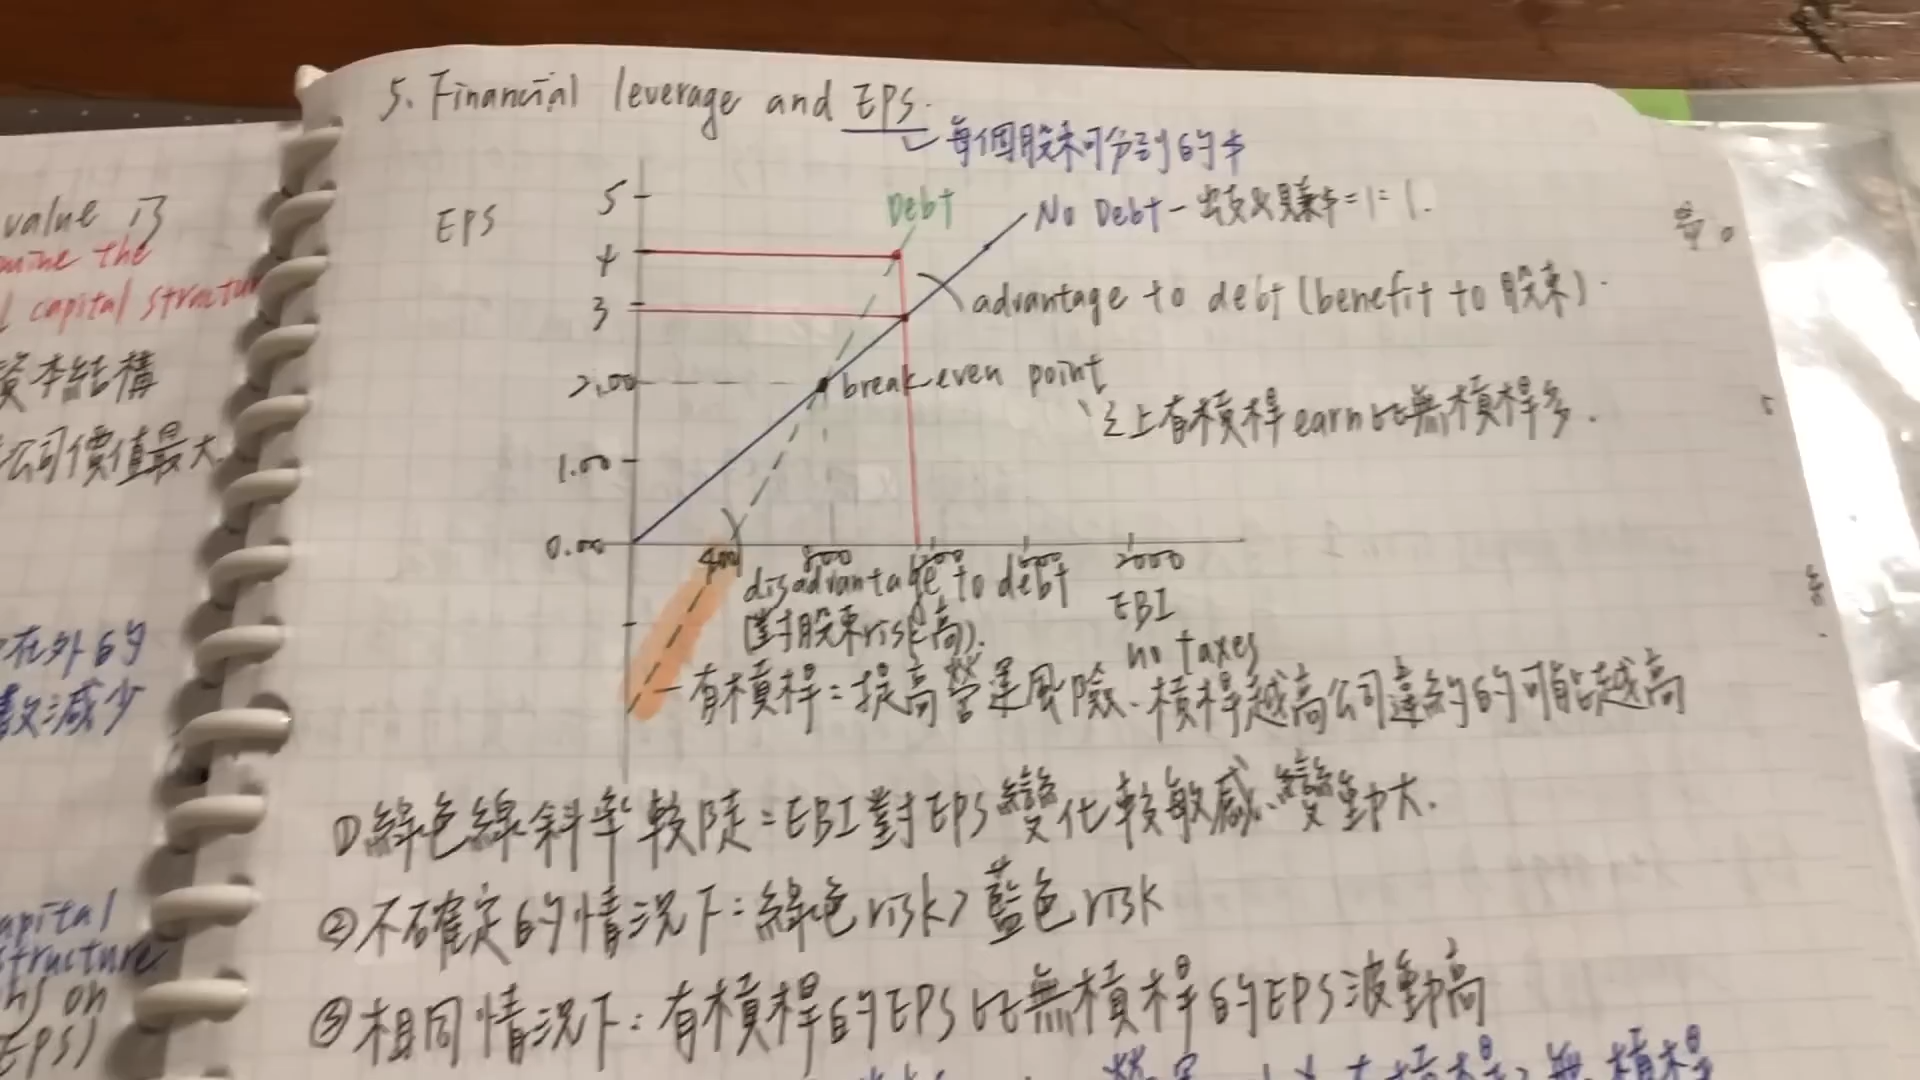 5. Financial leverage and EPS.
每個股東可分到的$
value is
mine the
l capital structur
資本結構
公司價值最大
在外的
數減少
apital
structure
EPS)
EPS
5
4
3
2.00
1.00
0.00
Debt
No Debt - 賺$=1=1.
advantage to debt (benefit to 股東).
break even point
之上有槓桿 earn比無槓桿多.
400 800 1200 1600 2000
disadvantage to debt
(對股東risk高).
EBI
no taxes
- 有槓桿=提高營運風險、槓桿越高公司違約的可能越高
①綠色線斜率較陡=EBI對EPS變化較敏感、變動大.
②不確定的情況下:綠色risk>藍色risk
③相同情況下:有槓桿的EPS比無槓桿的EPS波動高